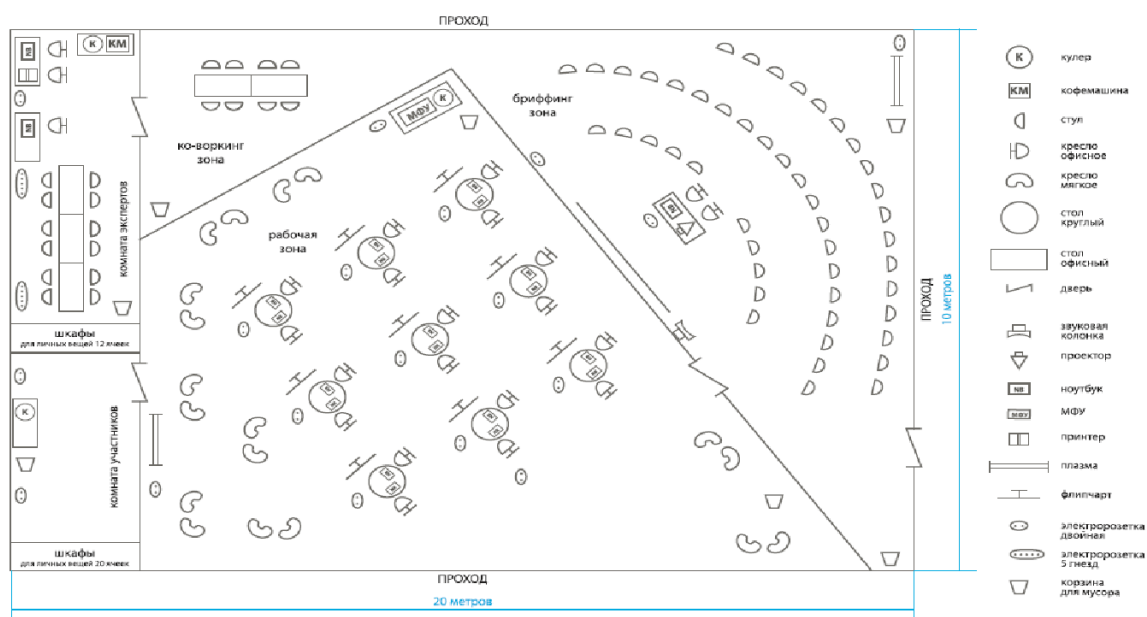 ПРОХОД
NB
К
КМ
NB
ко-воркинг
зона
МФУ
К
бриффинг
зона
NB
рабочая
зона
комната экспертов
шкафы
для личных вещей 12 ячеек
К
комната участников
шкафы
для личных вещей 20 ячеек
ПРОХОД
10 метров
ПРОХОД
20 метров
К
кулер
КМ
кофемашина
стул
кресло
офисное
кресло
мягкое
стол
круглый
стол
офисный
дверь
звуковая
колонка
проектор
NB
ноутбук
МФУ
МФУ
принтер
плазма
флипчарт
электророзетка
двойная
электророзетка
5 гнезд
корзина
для мусора